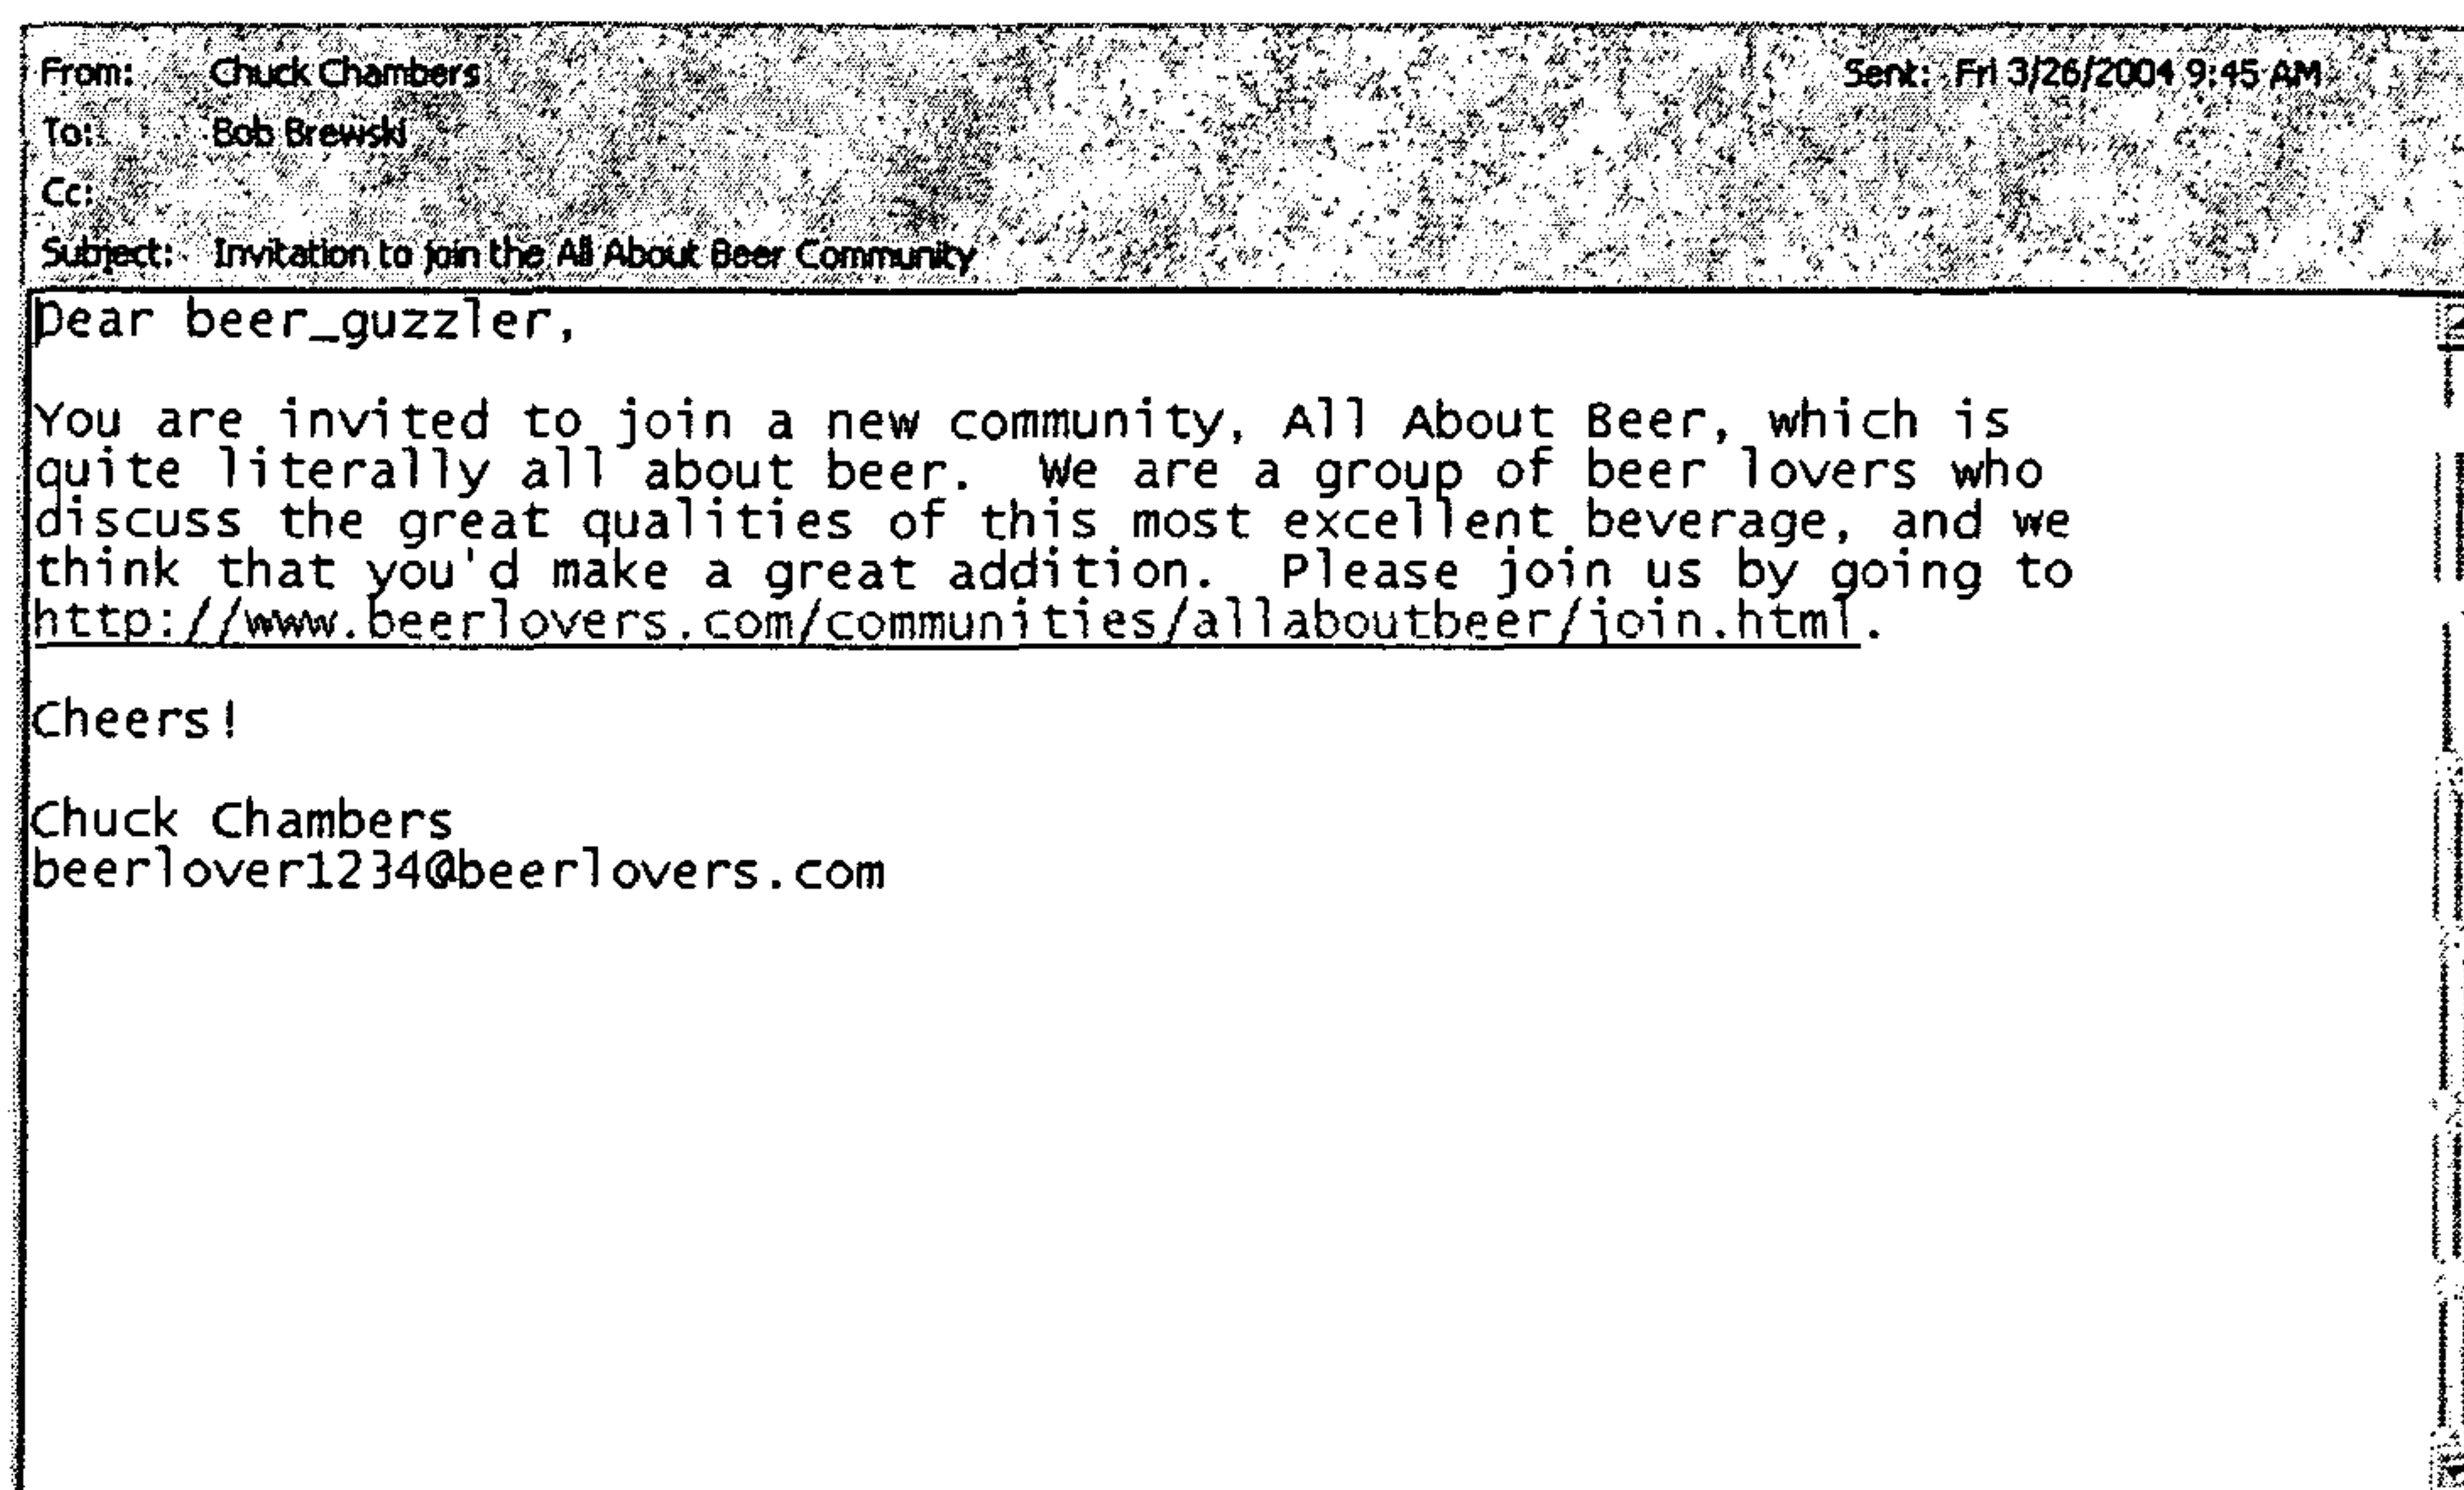 From: Chuck Chambers Sent: Fri 3/26/2004 9:45 AM
To: Bob Brewski
Cc:
Subject: Invitation to join the All About Beer Community
Dear beer_guzzler,
You are invited to join a new community, All About Beer, which is
quite literally all about beer.  We are a group of beer lovers who
discuss the great qualities of this most excellent beverage, and we
think that you'd make a great addition.  Please join us by going to
http://www.beerlovers.com/communities/allaboutbeer/join.html.
Cheers!
Chuck Chambers
beerlover1234@beerlovers.com